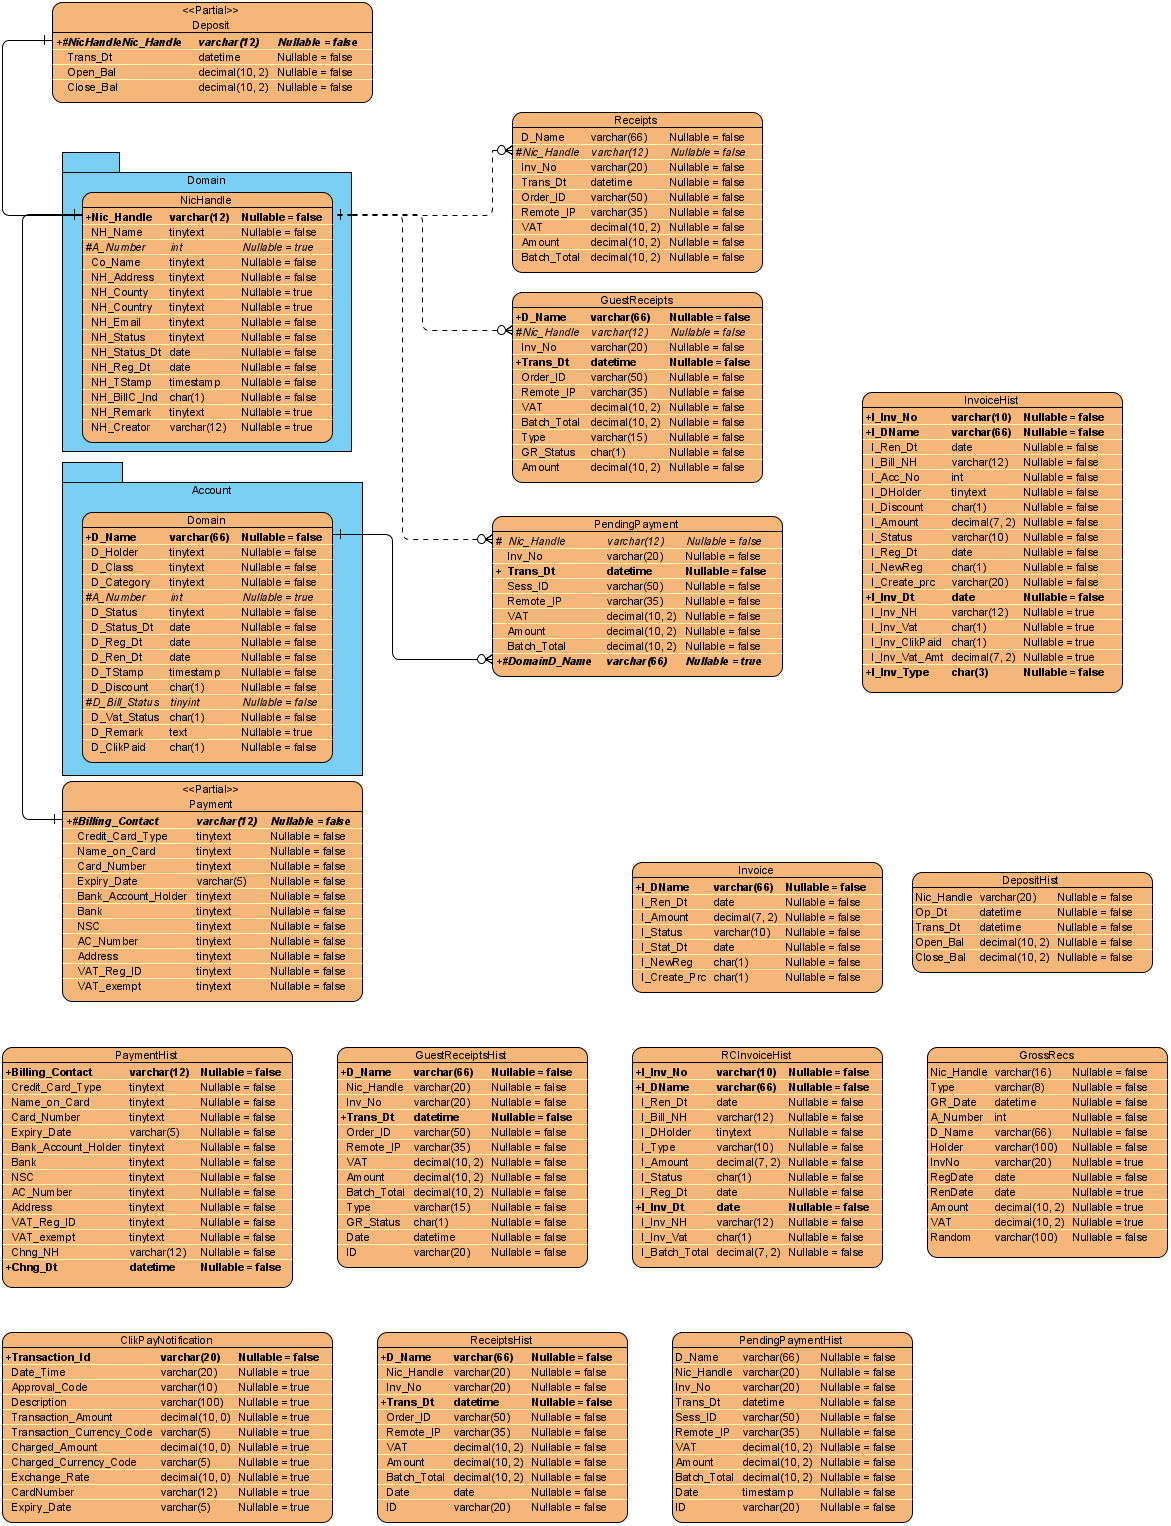 <<Partial>>
Deposit
+#NicHandleNic_Handle varchar(12) Nullable = false
Trans_Dt datetime Nullable = false
Open_Bal decimal(10, 2) Nullable = false
Close_Bal decimal(10, 2) Nullable = false
Receipts
D_Name varchar(66) Nullable = false
#Nic_Handle varchar(12) Nullable = false
Inv_No varchar(20) Nullable = false
Trans_Dt datetime Nullable = false
Order_ID varchar(50) Nullable = false
Remote_IP varchar(35) Nullable = false
VAT decimal(10, 2) Nullable = false
Amount decimal(10, 2) Nullable = false
Batch_Total decimal(10, 2) Nullable = false
Domain
NicHandle
+Nic_Handle varchar(12) Nullable = false
NH_Name tinytext Nullable = false
#A_Number int Nullable = true
Co_Name tinytext Nullable = false
NH_Address tinytext Nullable = false
NH_County tinytext Nullable = true
NH_Country tinytext Nullable = true
NH_Email tinytext Nullable = false
NH_Status tinytext Nullable = false
NH_Status_Dt date Nullable = false
NH_Reg_Dt date Nullable = false
NH_TStamp timestamp Nullable = false
NH_BillC_Ind char(1) Nullable = false
NH_Remark tinytext Nullable = true
NH_Creator varchar(12) Nullable = true
GuestReceipts
+D_Name varchar(66) Nullable = false
#Nic_Handle varchar(12) Nullable = false
Inv_No varchar(20) Nullable = false
+Trans_Dt datetime Nullable = false
Order_ID varchar(50) Nullable = false
Remote_IP varchar(35) Nullable = false
VAT decimal(10, 2) Nullable = false
Batch_Total decimal(10, 2) Nullable = false
Type varchar(15) Nullable = false
GR_Status char(1) Nullable = false
Amount decimal(10, 2) Nullable = false
InvoiceHist
+I_Inv_No varchar(10) Nullable = false
+I_DName varchar(66) Nullable = false
I_Ren_Dt date Nullable = false
I_Bill_NH varchar(12) Nullable = false
I_Acc_No int Nullable = false
I_DHolder tinytext Nullable = false
I_Discount char(1) Nullable = false
I_Amount decimal(7, 2) Nullable = false
I_Status varchar(10) Nullable = false
I_Reg_Dt date Nullable = false
I_NewReg char(1) Nullable = false
I_Create_prc varchar(20) Nullable = false
+I_Inv_Dt date Nullable = false
I_Inv_NH varchar(12) Nullable = true
I_Inv_Vat char(1) Nullable = true
I_Inv_ClikPaid char(1) Nullable = true
I_Inv_Vat_Amt decimal(7, 2) Nullable = true
+I_Inv_Type char(3) Nullable = false
Account
Domain
+D_Name varchar(66) Nullable = false
D_Holder tinytext Nullable = false
D_Class tinytext Nullable = false
D_Category tinytext Nullable = false
#A_Number int Nullable = true
D_Status tinytext Nullable = false
D_Status_Dt date Nullable = false
D_Reg_Dt date Nullable = false
D_Ren_Dt date Nullable = false
D_TStamp timestamp Nullable = false
D_Discount char(1) Nullable = false
#D_Bill_Status tinyint Nullable = false
D_Vat_Status char(1) Nullable = false
D_Remark text Nullable = true
D_ClikPaid char(1) Nullable = false
PendingPayment
# Nic_Handle varchar(12) Nullable = false
Inv_No varchar(20) Nullable = false
+ Trans_Dt datetime Nullable = false
Sess_ID varchar(50) Nullable = false
Remote_IP varchar(35) Nullable = false
VAT decimal(10, 2) Nullable = false
Amount decimal(10, 2) Nullable = false
Batch_Total decimal(10, 2) Nullable = false
+#DomainD_Name varchar(66) Nullable = true
<<Partial>>
Payment
+#Billing_Contact varchar(12) Nullable = false
Credit_Card_Type tinytext Nullable = false
Name_on_Card tinytext Nullable = false
Card_Number tinytext Nullable = false
Expiry_Date varchar(5) Nullable = false
Bank_Account_Holder tinytext Nullable = false
Bank tinytext Nullable = false
NSC tinytext Nullable = false
AC_Number tinytext Nullable = false
Address tinytext Nullable = false
VAT_Reg_ID tinytext Nullable = false
VAT_exempt tinytext Nullable = false
Invoice
+I_DName varchar(66) Nullable = false
I_Ren_Dt date Nullable = false
I_Amount decimal(7, 2) Nullable = false
I_Status varchar(10) Nullable = false
I_Stat_Dt date Nullable = false
I_NewReg char(1) Nullable = false
I_Create_Prc char(1) Nullable = false
DepositHist
Nic_Handle varchar(20) Nullable = false
Op_Dt datetime Nullable = false
Trans_Dt datetime Nullable = false
Open_Bal decimal(10, 2) Nullable = false
Close_Bal decimal(10, 2) Nullable = false
PaymentHist
+Billing_Contact varchar(12) Nullable = false
Credit_Card_Type tinytext Nullable = false
Name_on_Card tinytext Nullable = false
Card_Number tinytext Nullable = false
Expiry_Date varchar(5) Nullable = false
Bank_Account_Holder tinytext Nullable = false
Bank tinytext Nullable = false
NSC tinytext Nullable = false
AC_Number tinytext Nullable = false
Address tinytext Nullable = false
VAT_Reg_ID tinytext Nullable = false
VAT_exempt tinytext Nullable = false
Chng_NH varchar(12) Nullable = false
+Chng_Dt datetime Nullable = false
GuestReceiptsHist
+D_Name varchar(66) Nullable = false
Nic_Handle varchar(20) Nullable = false
Inv_No varchar(20) Nullable = false
+Trans_Dt datetime Nullable = false
Order_ID varchar(50) Nullable = false
Remote_IP varchar(35) Nullable = false
VAT decimal(10, 2) Nullable = false
Amount decimal(10, 2) Nullable = false
Batch_Total decimal(10, 2) Nullable = false
Type varchar(15) Nullable = false
GR_Status char(1) Nullable = false
Date datetime Nullable = false
ID varchar(20) Nullable = false
RCInvoiceHist
+I_Inv_No varchar(10) Nullable = false
+I_DName varchar(66) Nullable = false
I_Ren_Dt date Nullable = false
I_Bill_NH varchar(12) Nullable = false
I_DHolder tinytext Nullable = false
I_Type varchar(10) Nullable = false
I_Amount decimal(7, 2) Nullable = false
I_Status char(1) Nullable = false
I_Reg_Dt date Nullable = false
+I_Inv_Dt date Nullable = false
I_Inv_NH varchar(12) Nullable = false
I_Inv_Vat char(1) Nullable = false
I_Batch_Total decimal(7, 2) Nullable = false
GrossRecs
Nic_Handle varchar(16) Nullable = false
Type varchar(8) Nullable = false
GR_Date datetime Nullable = false
A_Number int Nullable = false
D_Name varchar(66) Nullable = false
Holder varchar(100) Nullable = false
InvNo varchar(20) Nullable = true
RegDate date Nullable = false
RenDate date Nullable = true
Amount decimal(10, 2) Nullable = true
VAT decimal(10, 2) Nullable = true
Random varchar(100) Nullable = false
ClikPayNotification
+Transaction_Id varchar(20) Nullable = false
Date_Time varchar(20) Nullable = true
Approval_Code varchar(10) Nullable = true
Description varchar(100) Nullable = true
Transaction_Amount decimal(10, 0) Nullable = true
Transaction_Currency_Code varchar(5) Nullable = true
Charged_Amount decimal(10, 0) Nullable = true
Charged_Currency_Code varchar(5) Nullable = true
Exchange_Rate decimal(10, 0) Nullable = true
CardNumber varchar(12) Nullable = true
Expiry_Date varchar(5) Nullable = true
ReceiptsHist
+D_Name varchar(66) Nullable = false
Nic_Handle varchar(20) Nullable = false
Inv_No varchar(20) Nullable = false
+Trans_Dt datetime Nullable = false
Order_ID varchar(50) Nullable = false
Remote_IP varchar(35) Nullable = false
VAT decimal(10, 2) Nullable = false
Amount decimal(10, 2) Nullable = false
Batch_Total decimal(10, 2) Nullable = false
Date date Nullable = false
ID varchar(20) Nullable = false
PendingPaymentHist
D_Name varchar(66) Nullable = false
Nic_Handle varchar(20) Nullable = false
Inv_No varchar(20) Nullable = false
Trans_Dt datetime Nullable = false
Sess_ID varchar(50) Nullable = false
Remote_IP varchar(35) Nullable = false
VAT decimal(10, 2) Nullable = false
Amount decimal(10, 2) Nullable = false
Batch_Total decimal(10, 2) Nullable = false
Date timestamp Nullable = false
ID varchar(20) Nullable = false